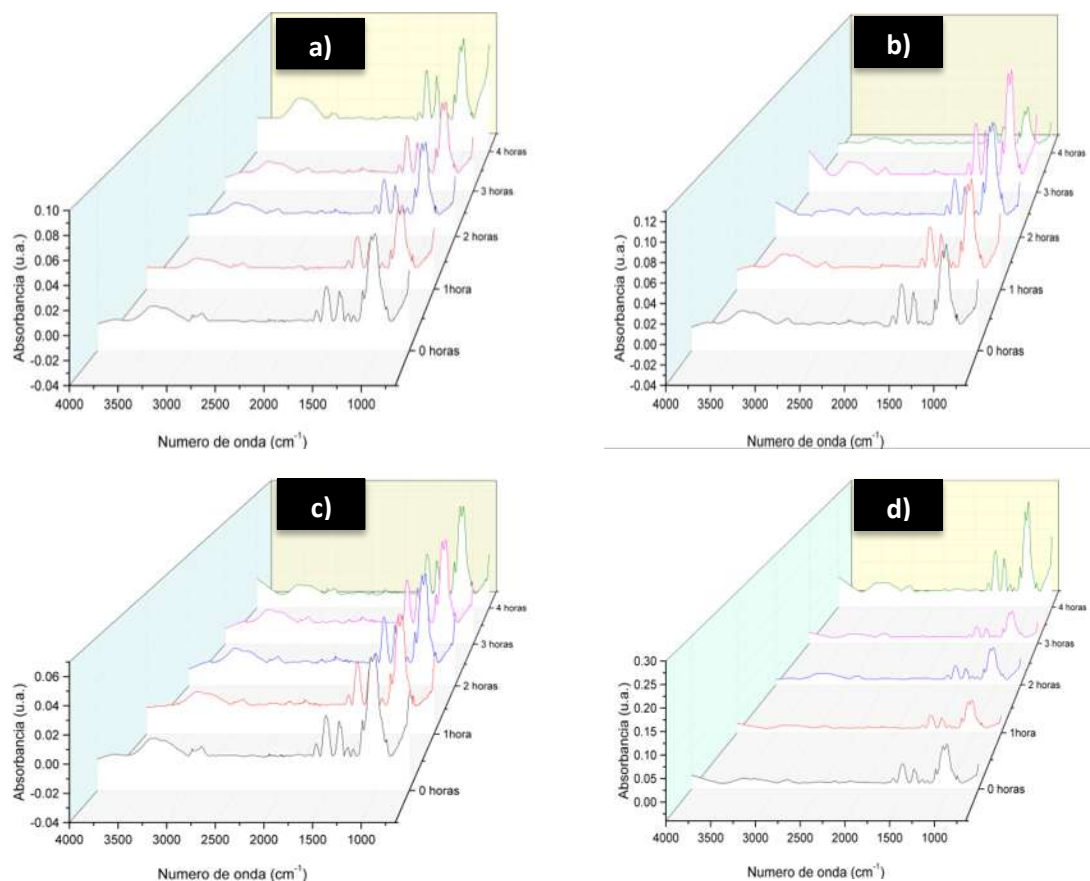 a)
4 horas
3 horas
2 horas
1hora
0 horas
0.10
0.08
0.06
0.04
0.02
0.00
-0.02
-0.04
Absorbancia (u.a.)
4000 3500 3000 2500 2000 1500 1000
Numero de onda (cm⁻¹)
b)
4 horas
3 horas
2 horas
1 horas
0 horas
0.12
0.10
0.08
0.06
0.04
0.02
0.00
-0.02
-0.04
Absorbancia (u.a.)
4000 3500 3000 2500 2000 1500 1000
Numero de onda (cm⁻¹)
c)
4 horas
3 horas
2 horas
1hora
0 horas
0.06
0.04
0.02
0.00
-0.02
-0.04
Absorbancia (u.a.)
4000 3500 3000 2500 2000 1500 1000
Numero de onda (cm⁻¹)
d)
4 horas
3 horas
2 horas
1hora
0 horas
0.30
0.25
0.20
0.15
0.10
0.05
0.00
Absorbancia (u.a.)
4000 3500 3000 2500 2000 1500 1000
Numero de onda (cm⁻¹)